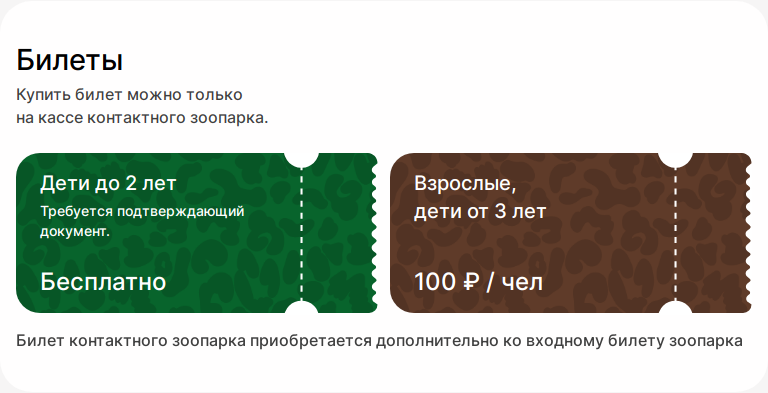 Билеты
Купить билет можно только
на кассе контактного зоопарка.
Дети до 2 лет
Требуется подтверждающий
документ.
Бесплатно
Взрослые,
дети от 3 лет
100 ₽ / чел
Билет контактного зоопарка приобретается дополнительно ко входному билету зоопарка